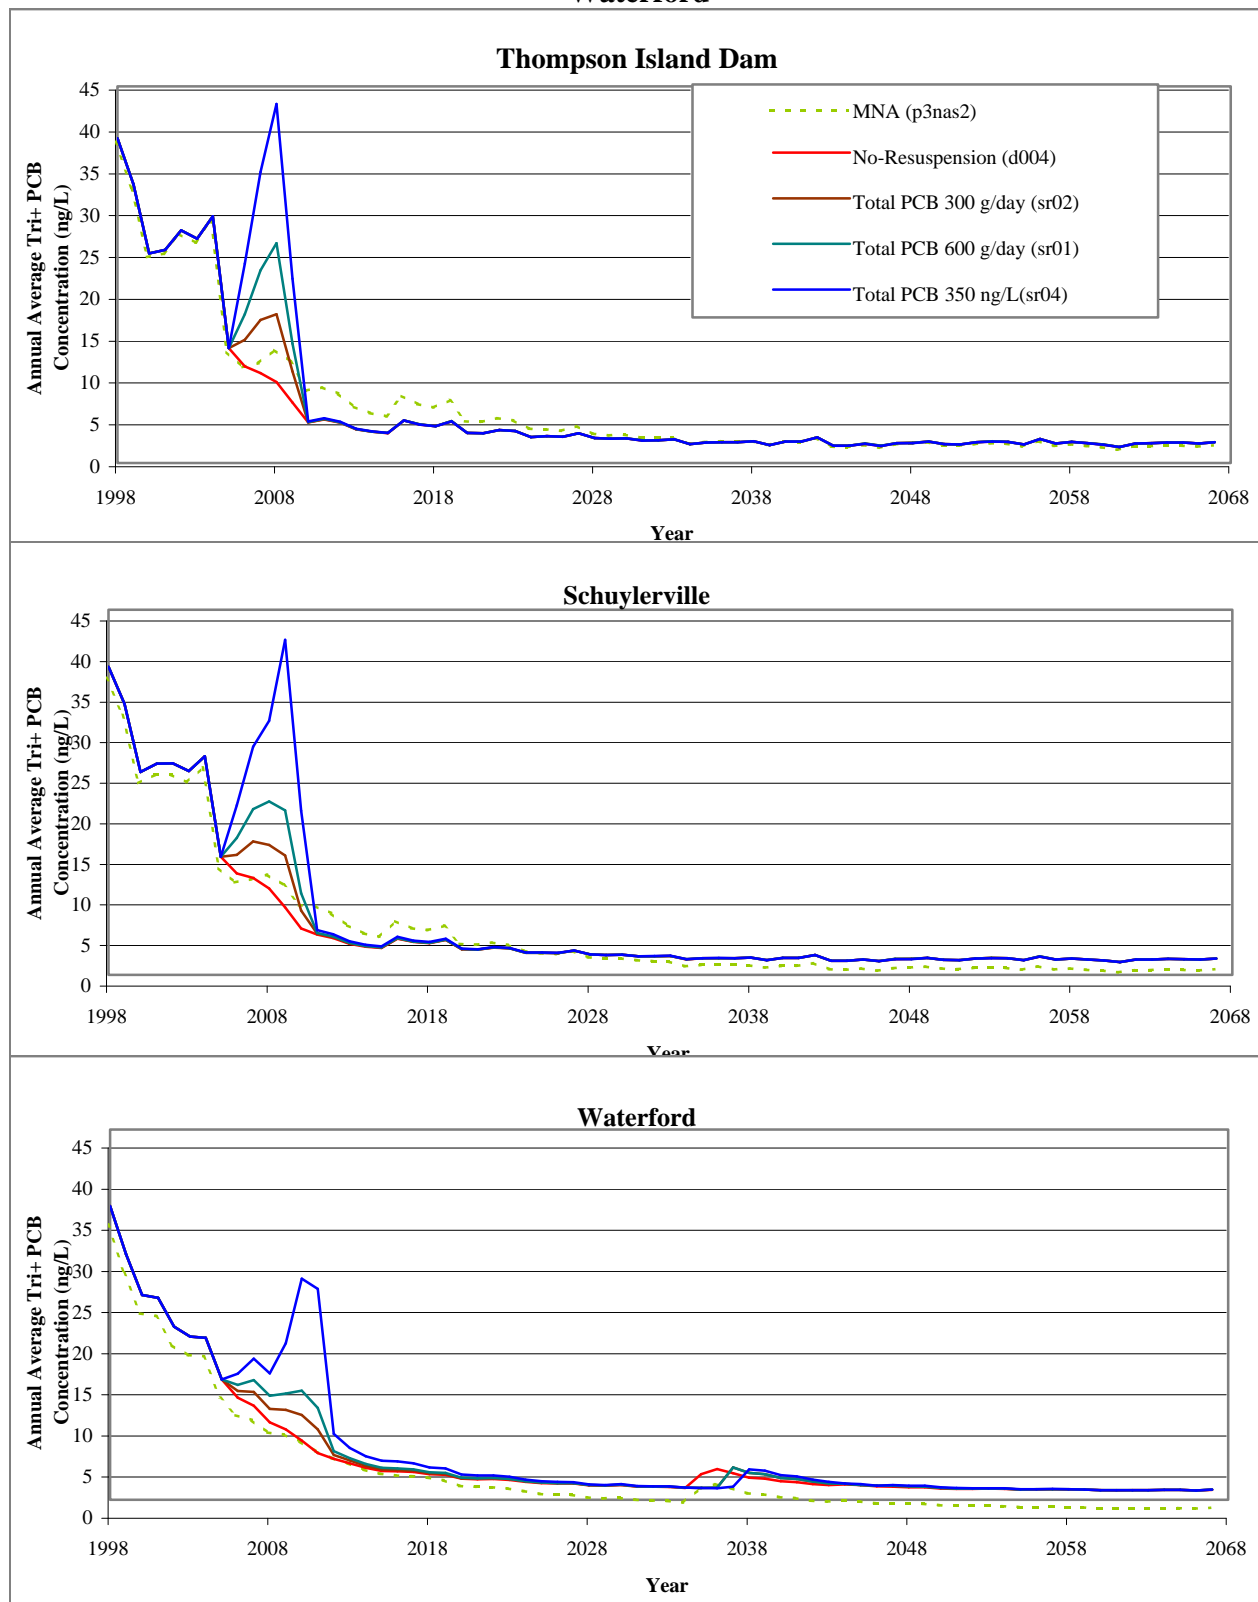 Waterford
Thompson Island Dam
Annual Average Tri+ PCB
Concentration (ng/L)
45
40
35
30
25
20
15
10
5
0
MNA (p3nas2)
No-Resuspension (d004)
Total PCB 300 g/day (sr02)
Total PCB 600 g/day (sr01)
Total PCB 350 ng/L(sr04)
1998 2008 2018 2028 2038 2048 2058 2068
Year
Schuylerville
Annual Average Tri+ PCB
Concentration (ng/L)
45
40
35
30
25
20
15
10
5
0
1998 2008 2018 2028 2038 2048 2058 2068
Year
Waterford
Annual Average Tri+ PCB
Concentration (ng/L)
45
40
35
30
25
20
15
10
5
0
1998 2008 2018 2028 2038 2048 2058 2068
Year